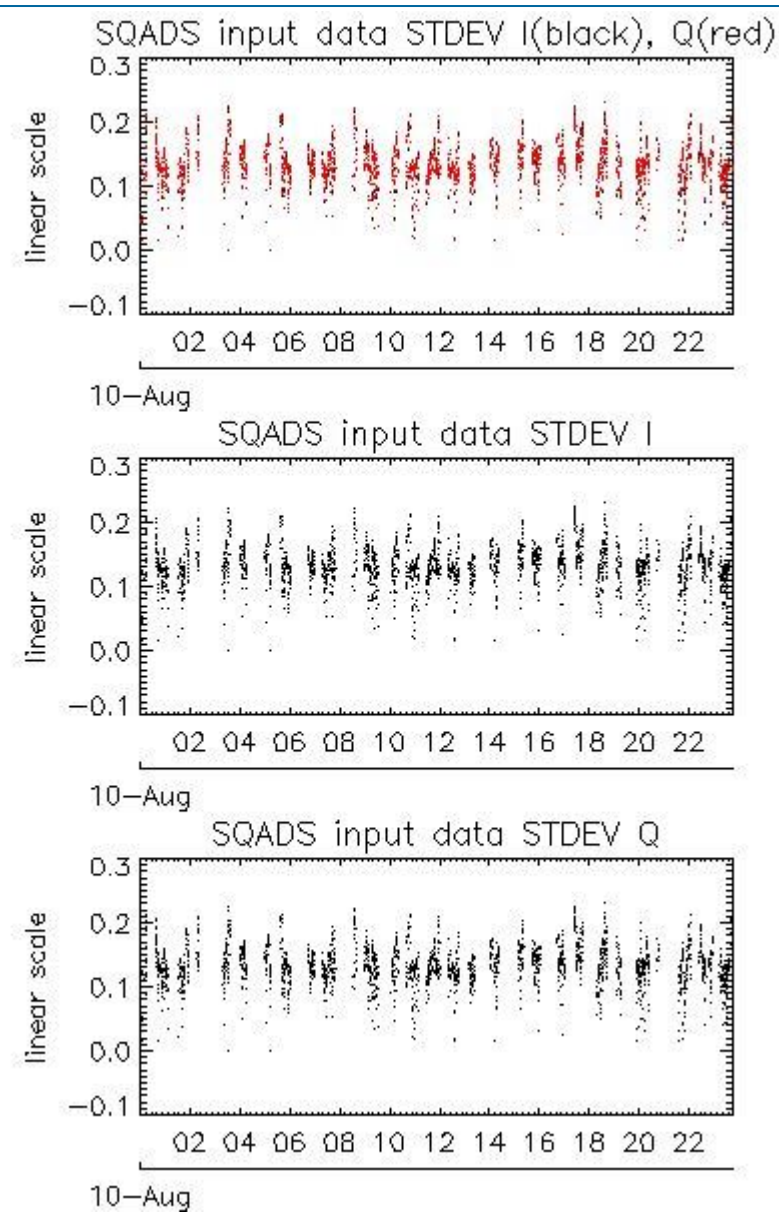 SQADS input data STDEV I(black), Q(red)
0.3
0.2
0.1
0.0
−0.1
linear scale
02 04 06 08 10 12 14 16 18 20 22
10−Aug
SQADS input data STDEV I
0.3
0.2
0.1
0.0
−0.1
linear scale
02 04 06 08 10 12 14 16 18 20 22
10−Aug
SQADS input data STDEV Q
0.3
0.2
0.1
0.0
−0.1
linear scale
02 04 06 08 10 12 14 16 18 20 22
10−Aug